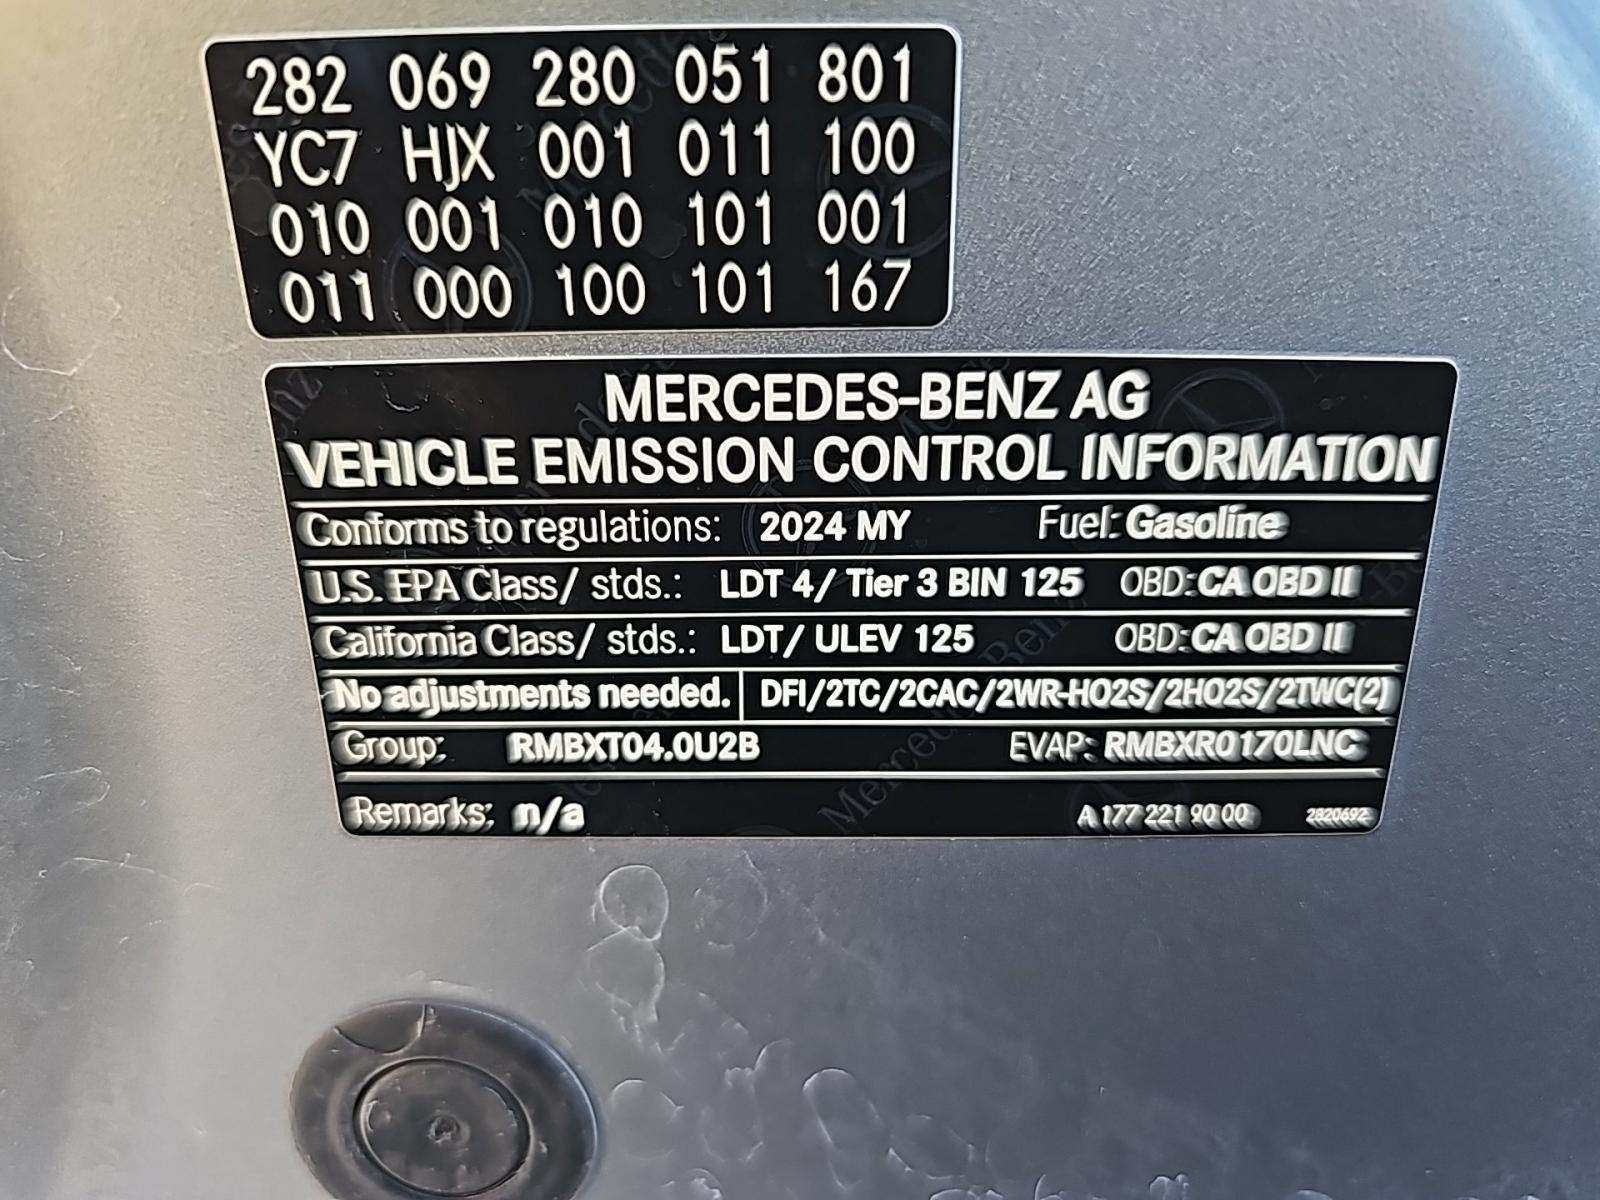 282 069 280 051 801
YC7 HJX 001 011 100
010 001 010 101 001
011 000 100 101 167
MERCEDES-BENZ AG
VEHICLE EMISSION CONTROL INFORMATION
Conforms to regulations: 2024 MY Fuel: Gasoline
U.S. EPA Class/ stds.: LDT 4/ Tier 3 BIN 125 OBD: CA OBD II
California Class/ stds.: LDT/ ULEV 125 OBD: CA OBD II
No adjustments needed. DFI/2TC/2CAC/2WR-HO2S/2HO2S/2TWC(2)
Group: RMBXT04.0U2B EVAP: RMBXR0170LNC
Remarks: n/a A 177 221 90 00 2820692